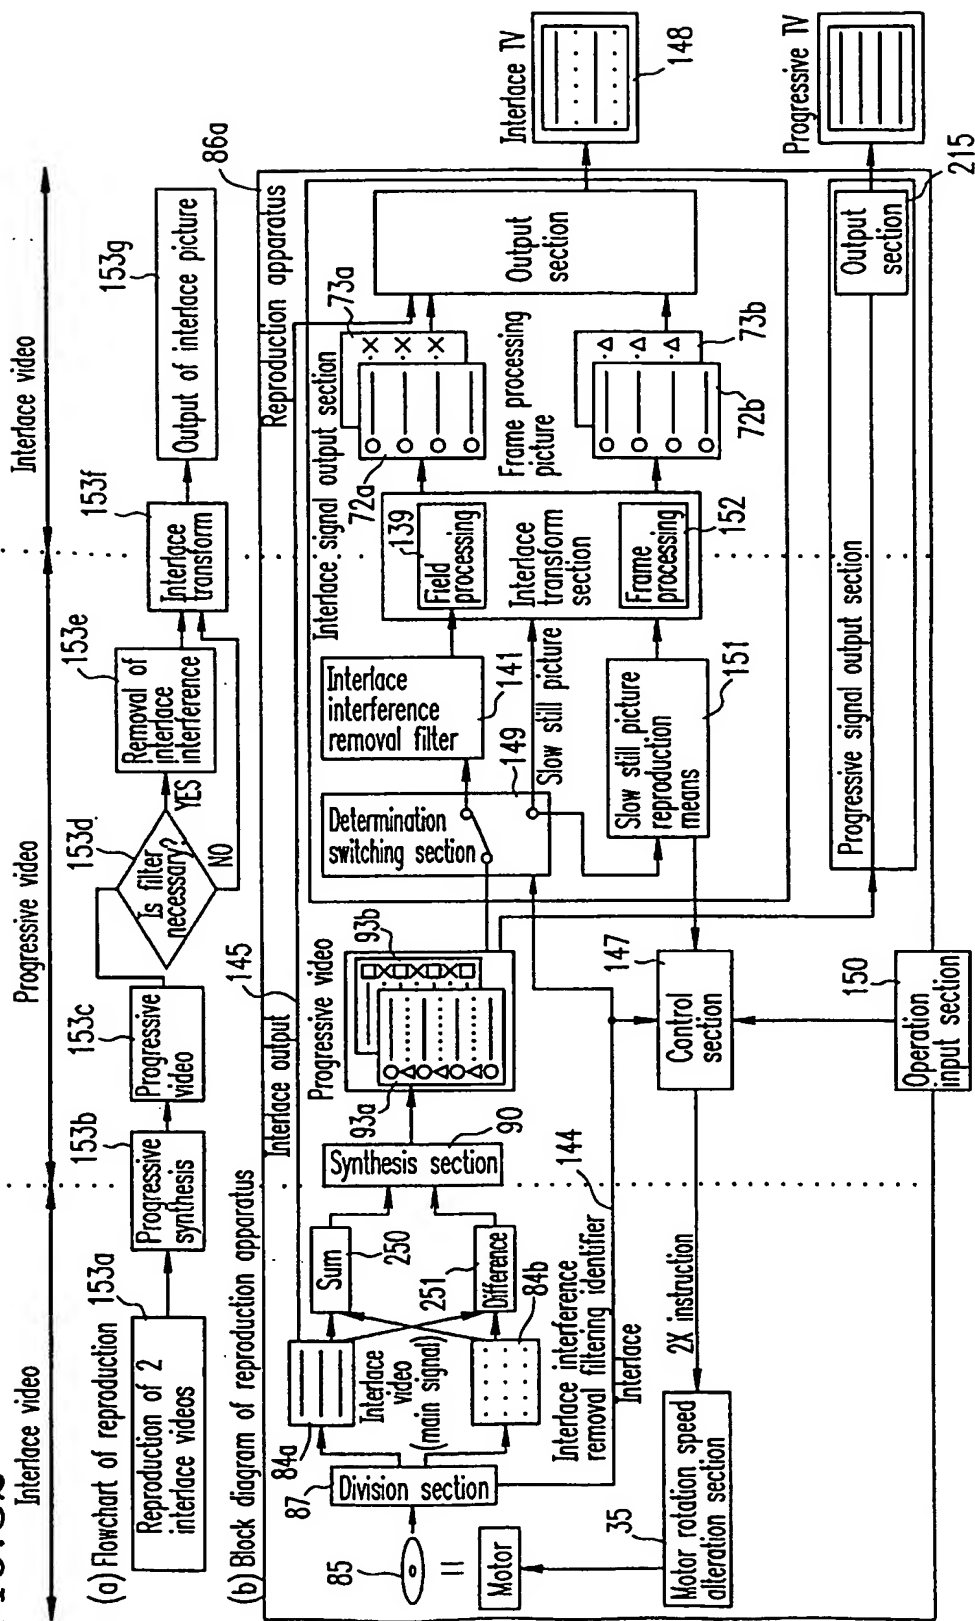 Interlace video
Progressive video
Interlace video
(a) Flowchart of reproduction
153a
Reproduction of 2
interlace videos
153b
Progressive
synthesis
153c
Progressive
video
153d
Is filter
necessary?
YES
NO
153e
Removal of
interlace
interference
153f
Interlace
transform
153g
Output of interlace picture
(b) Block diagram of reproduction apparatus
Interlace output
145
Reproduction apparatus
86a
85
Motor
87
Division section
84a
Interlace
video
(main signal)
84b
Sum
250
251
Difference
Synthesis section
90
Progressive video
93a
93b
Determination
switching section
149
Interlace
interference
removal filter
141
Slow still picture
Slow still picture
reproduction
means
151
Interlace signal output section
139
Field
processing
Interlace
transform
section
Frame
processing
152
72a
73a
Frame processing
picture
72b
73b
Output
section
Interlace TV
148
Interlace interference
removal filtering identifier
144
Interlace
35
Motor rotation speed
alteration section
2X instruction
147
Control
section
150
Operation
input section
Progressive signal output section
Output
section
215
Progressive TV